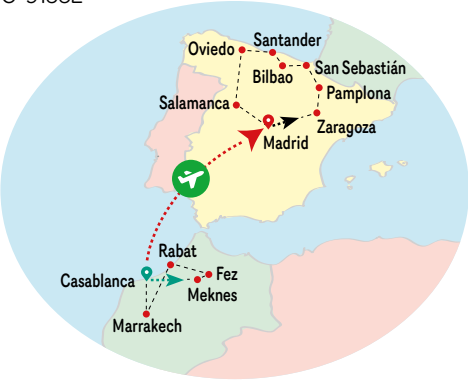 Santander
Oviedo
Bilbao
San Sebastián
Pamplona
Salamanca
Zaragoza
Madrid
Rabat
Casablanca
Fez
Meknes
Marrakech